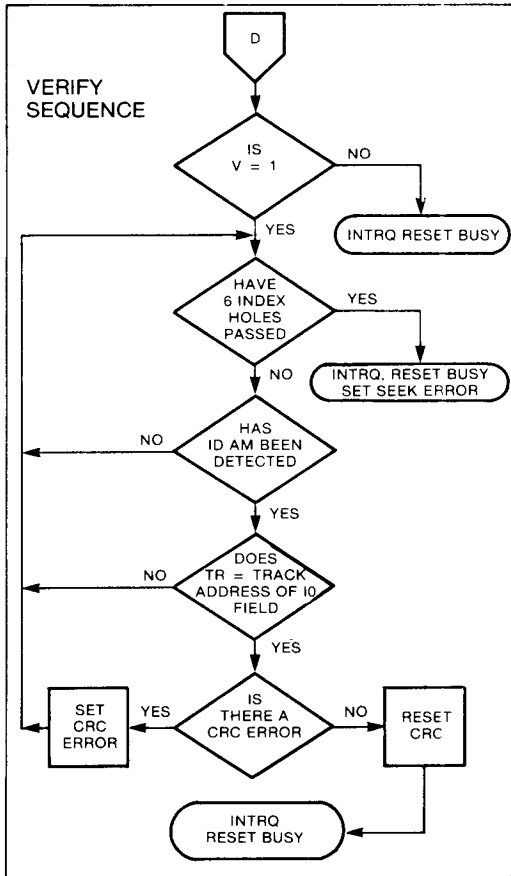 D
VERIFY
SEQUENCE
IS
V = 1
NO
INTRQ RESET BUSY
YES
HAVE
6 INDEX
HOLES
PASSED
YES
INTRQ, RESET BUSY
SET SEEK ERROR
NO
HAS
ID AM BEEN
DETECTED
NO
YES
DOES
TR = TRACK
ADDRESS OF I0
FIELD
NO
YES
IS
THERE A
CRC ERROR
YES
SET
CRC
ERROR
NO
RESET
CRC
INTRQ
RESET BUSY